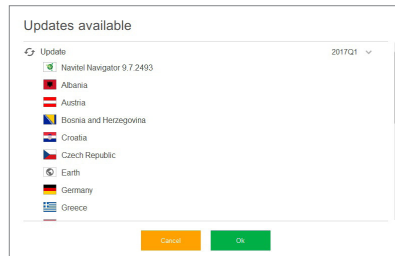 Updates available
Update 2017Q1
Navitel Navigator 9.7.2493
Albania
Austria
Bosnia and Herzegovina
Croatia
Czech Republic
Earth
Germany
Greece
Cancel Ok